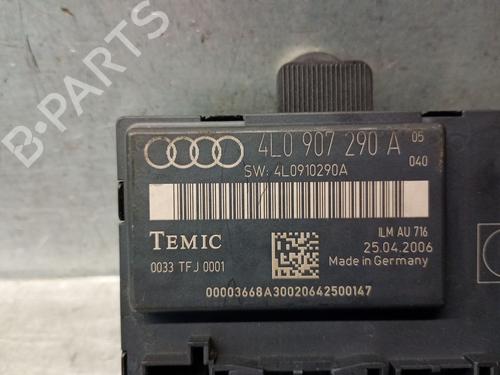 B-PARTS
4L0 907 290 A 05
040
SW: 4L0910290A
TEMIC
ILM AU 716
25.04.2006
0033 TFJ 0001
Made in Germany
00003668A30020642500147